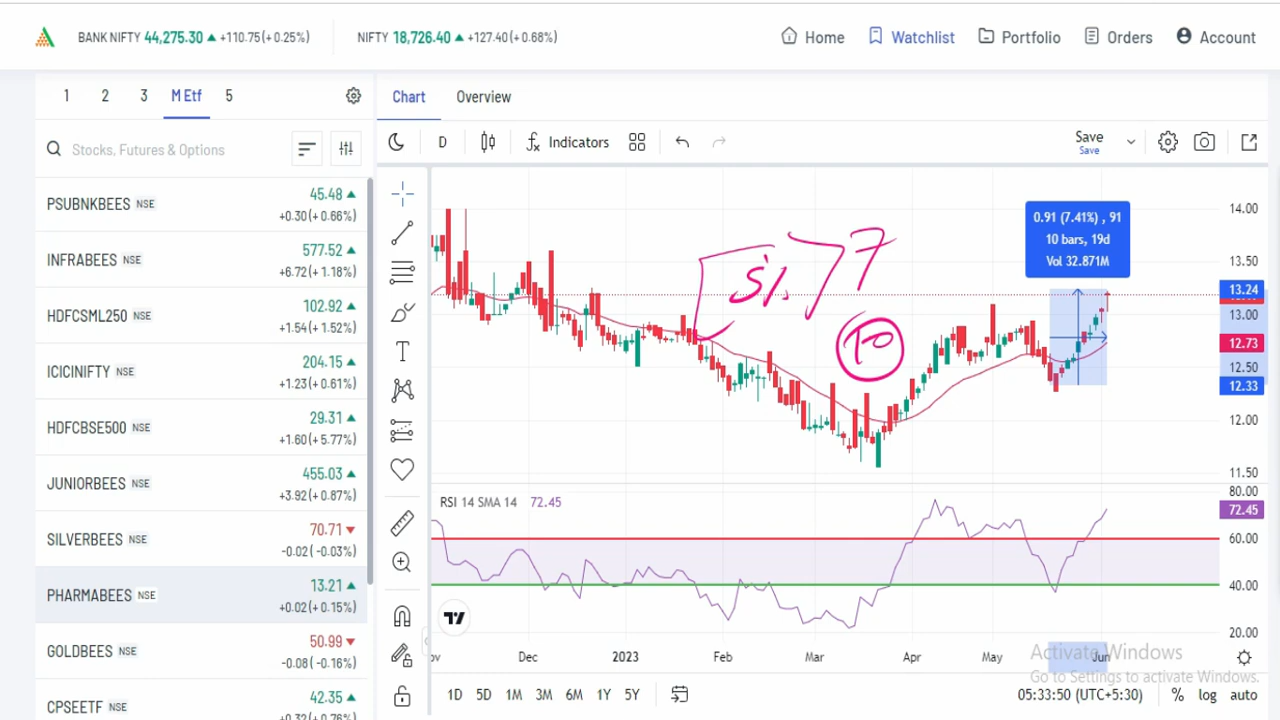 BANK NIFTY 44,275.30 ▲ +110.75 (+0.25%) NIFTY 18,726.40 ▲ +127.40 (+0.68%) Home Watchlist Portfolio Orders Account
1 2 3 M Etf 5
Chart Overview
Stocks, Futures & Options
D Indicators Save
Save
PSUBNKBEES NSE 45.48 ▲
+0.30 (+ 0.66%)
INFRABEES NSE 577.52 ▲
+6.72 (+ 1.18%)
HDFCSML250 NSE 102.92 ▲
+1.54 (+ 1.52%)
ICICINIFTY NSE 204.15 ▲
+1.23 (+ 0.61%)
HDFCBSE500 NSE 29.31 ▲
+1.60 (+ 5.77%)
JUNIORBEES NSE 455.03 ▲
+3.92 (+ 0.87%)
SILVERBEES NSE 70.71 ▼
-0.02 ( -0.03%)
PHARMABEES NSE 13.21 ▲
+0.02 (+ 0.15%)
GOLDBEES NSE 50.99 ▼
-0.08 ( -0.16%)
CPSEETF NSE 42.35 ▲
+0.32 (+ 0.76%)
0.91 (7.41%) , 91
10 bars, 19d
Vol 32.871M
5% 7
10
14.00
13.50
13.24
13.00
12.73
12.50
12.33
12.00
11.50
RSI 14 SMA 14 72.45
80.00
72.45
60.00
40.00
20.00
Dec 2023 Feb Mar Apr May Jun
Activate Windows
Go to Settings to activate Windows.
1D 5D 1M 3M 6M 1Y 5Y 05:33:50 (UTC+5:30) % log auto